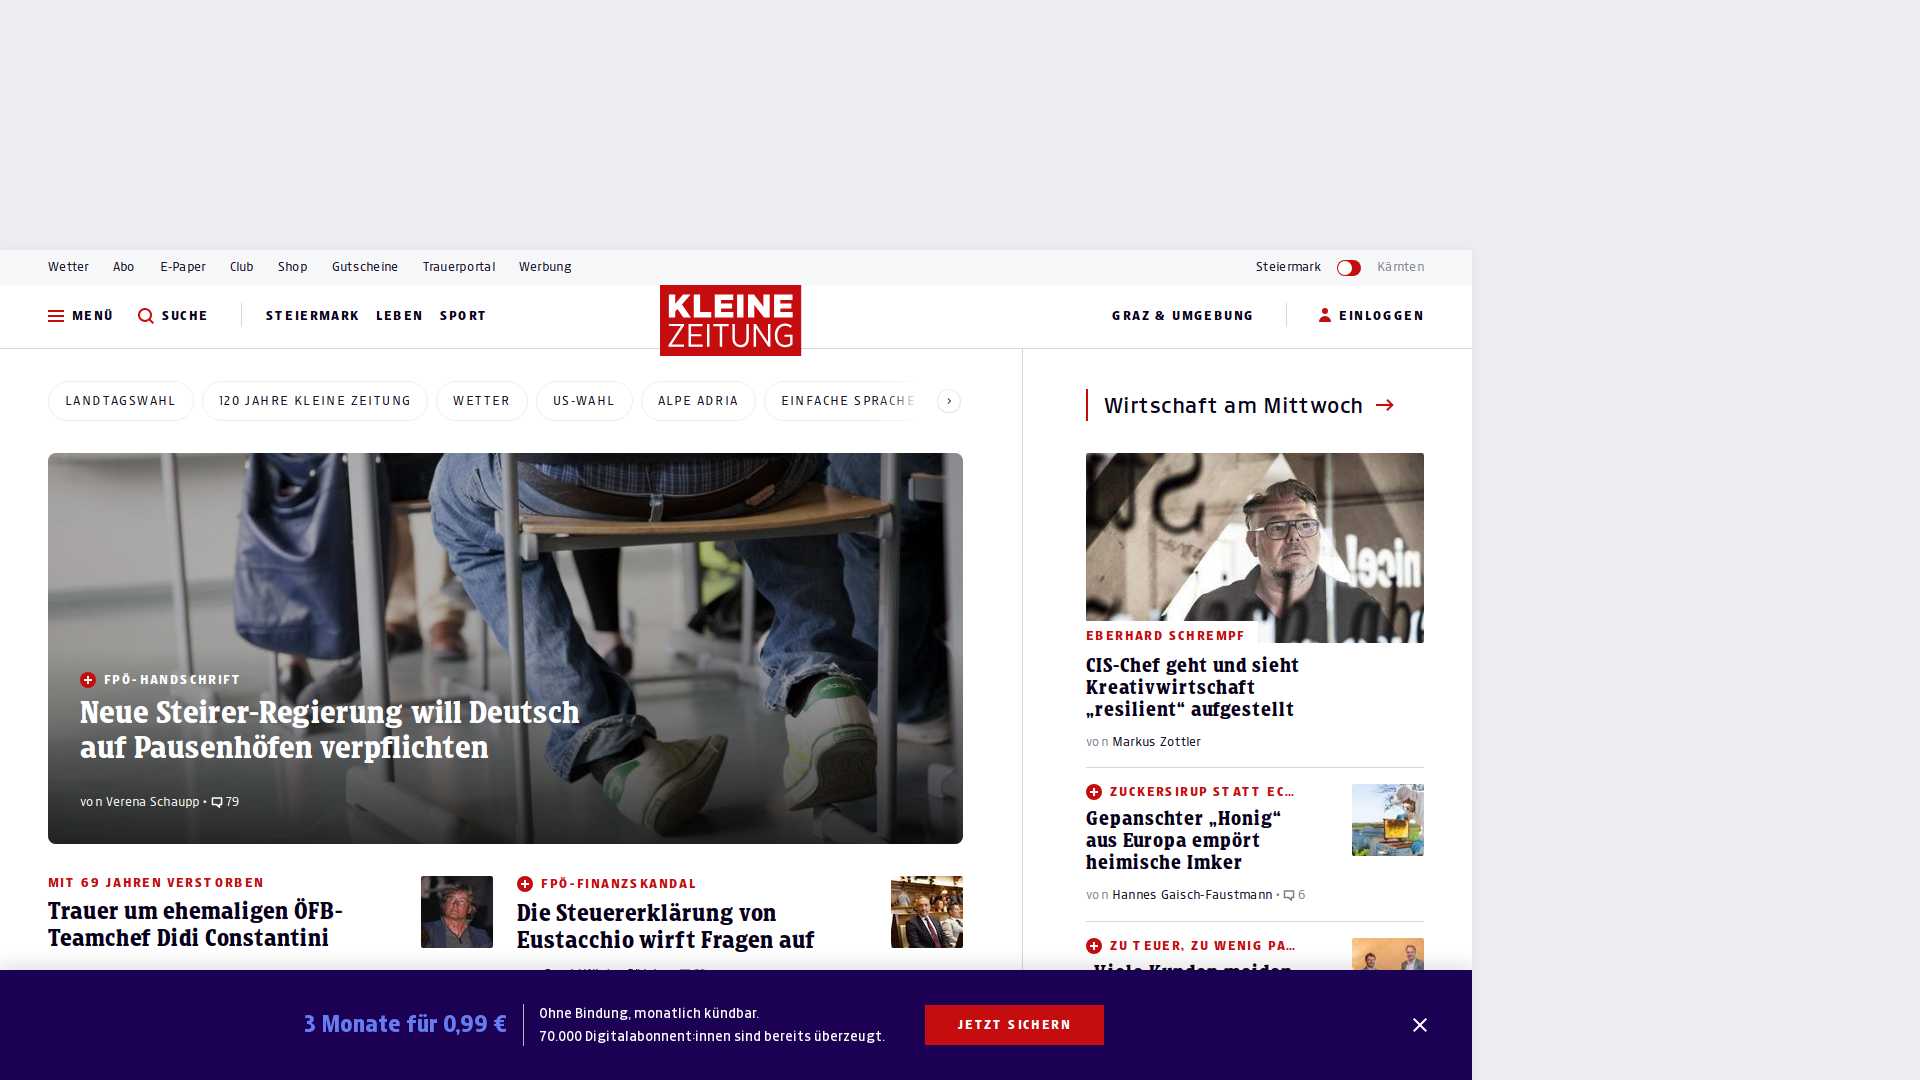 Wetter Abo E-Paper Club Shop Gutscheine Trauerportal Werbung Steiermark Kärnten
MENÜ SUCHE STEIERMARK LEBEN SPORT KLEINE ZEITUNG GRAZ & UMGEBUNG EINLOGGEN
LANDTAGSWAHL 120 JAHRE KLEINE ZEITUNG WETTER US-WAHL ALPE ADRIA EINFACHE SPRACHE
FPÖ-HANDSCHRIFT
Neue Steirer-Regierung will Deutsch
auf Pausenhöfen verpflichten
von Verena Schaupp • 79
MIT 69 JAHREN VERSTORBEN
Trauer um ehemaligen ÖFB-
Teamchef Didi Constantini
FPÖ-FINANZSKANDAL
Die Steuererklärung von
Eustacchio wirft Fragen auf
Wirtschaft am Mittwoch
nice!
EBERHARD SCHREMPF
CIS-Chef geht und sieht
Kreativwirtschaft
„resilient“ aufgestellt
von Markus Zottler
ZUCKERSIRUP STATT EC...
Gepanschter „Honig“
aus Europa empört
heimische Imker
von Hannes Gaisch-Faustmann • 6
ZU TEUER, ZU WENIG PA...
„Viele Kunden meiden
3 Monate für 0,99 €
Ohne Bindung, monatlich kündbar.
70.000 Digitalabonnent:innen sind bereits überzeugt.
JETZT SICHERN